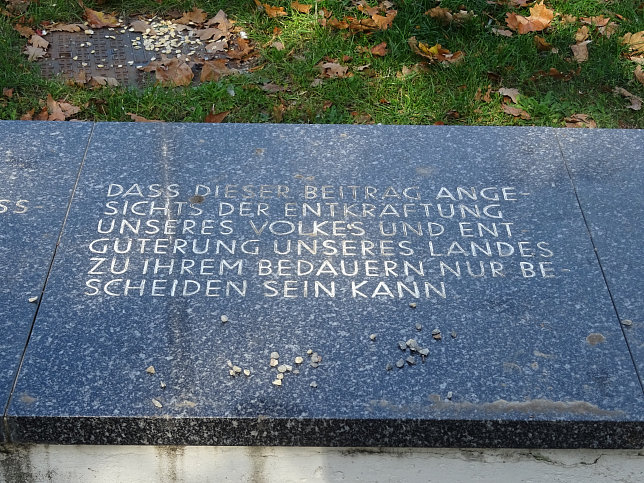 SS
DASS DIESER BEITRAG ANGE-
SICHTS DER ENTKRÄFTUNG
UNSERES VOLKES UND ENT
GÜTERUNG UNSERES LANDES
ZU IHREM BEDAUERN NUR BE-
SCHEIDEN SEIN KANN